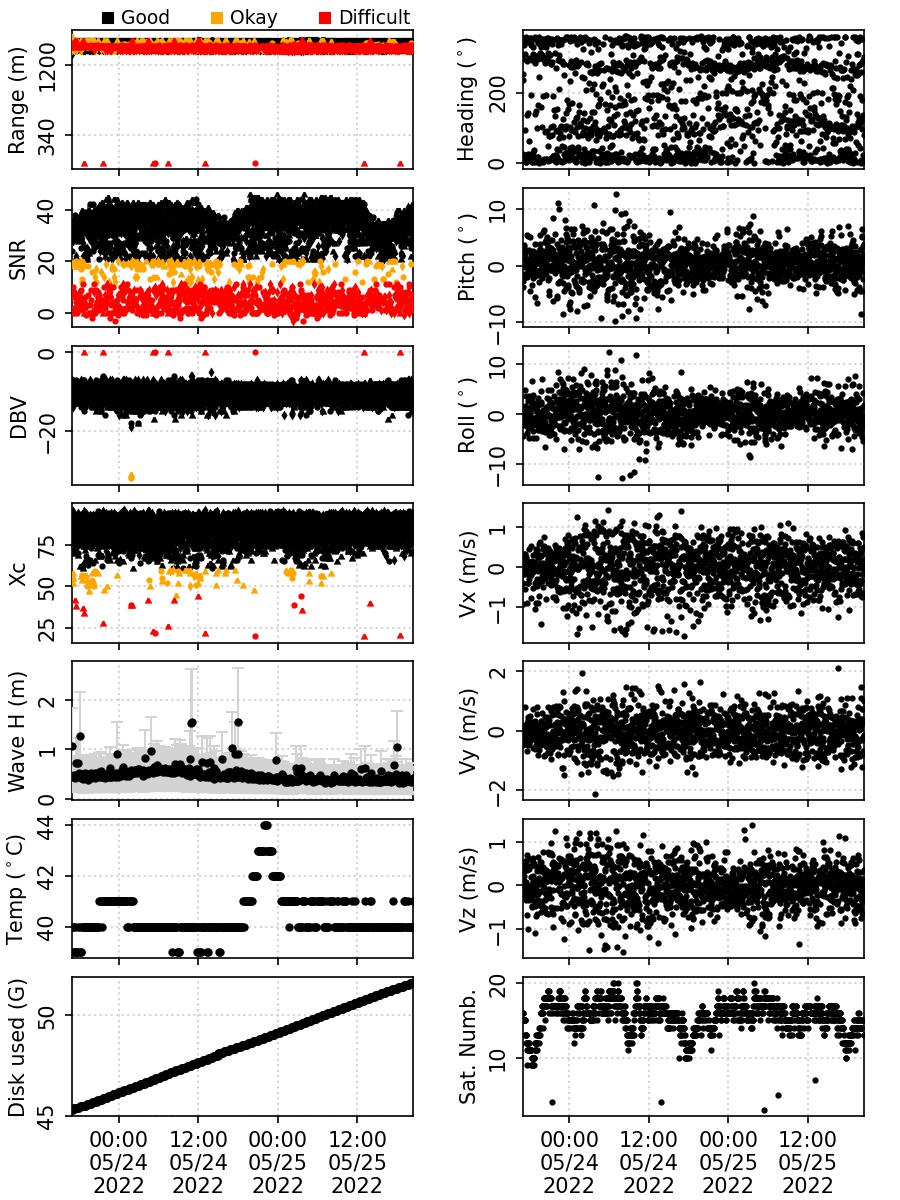 Good Okay Difficult
Range (m)
1200
340
Heading (°)
200
0
SNR
40
20
0
Pitch (°)
10
0
−10
DBV
0
−20
Roll (°)
10
0
−10
Xc
75
50
25
Vx (m/s)
1
0
−1
Wave H (m)
2
1
0
Vy (m/s)
2
0
−2
Temp (°C)
44
42
40
Vz (m/s)
1
0
−1
Disk used (G)
50
45
Sat. Numb.
20
10
00:00 12:00 00:00 12:00
05/24 05/24 05/25 05/25
2022 2022 2022 2022
00:00 12:00 00:00 12:00
05/24 05/24 05/25 05/25
2022 2022 2022 2022